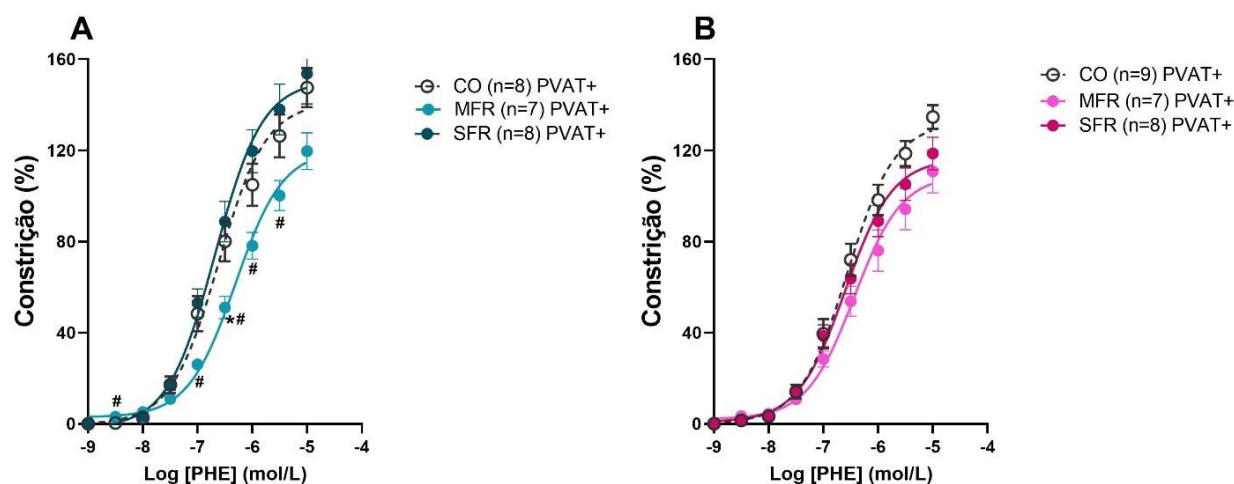 A
160
120
80
40
0
Constrição (%)
-9 -8 -7 -6 -5 -4
Log [PHE] (mol/L)
CO (n=8) PVAT+
MFR (n=7) PVAT+
SFR (n=8) PVAT+
#
#
*#
#
#
B
160
120
80
40
0
Constrição (%)
-9 -8 -7 -6 -5 -4
Log [PHE] (mol/L)
CO (n=9) PVAT+
MFR (n=7) PVAT+
SFR (n=8) PVAT+